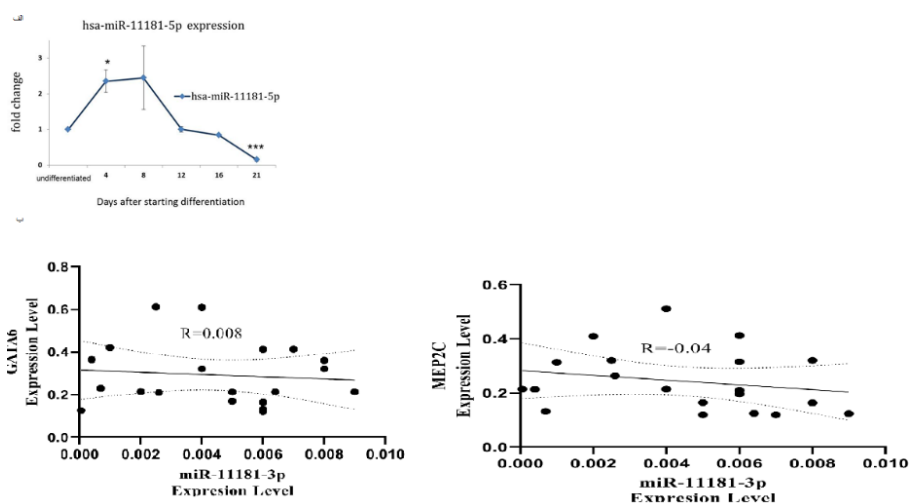 hsa-miR-11181-5p expression
fold change
3
2
1
0
*
***
hsa-miR-11181-5p
undifferentiated 4 8 12 16 21
Days after starting differentiation
GATA6
Expression Level
0.8
0.6
0.4
0.2
0.0
R=0.008
0.000 0.002 0.004 0.006 0.008 0.010
miR-11181-3p
Expresion Level
MEP2C
Expression Level
0.6
0.4
0.2
0.0
R=-0.04
0.000 0.002 0.004 0.006 0.008 0.010
miR-11181-3p
Expresion Level